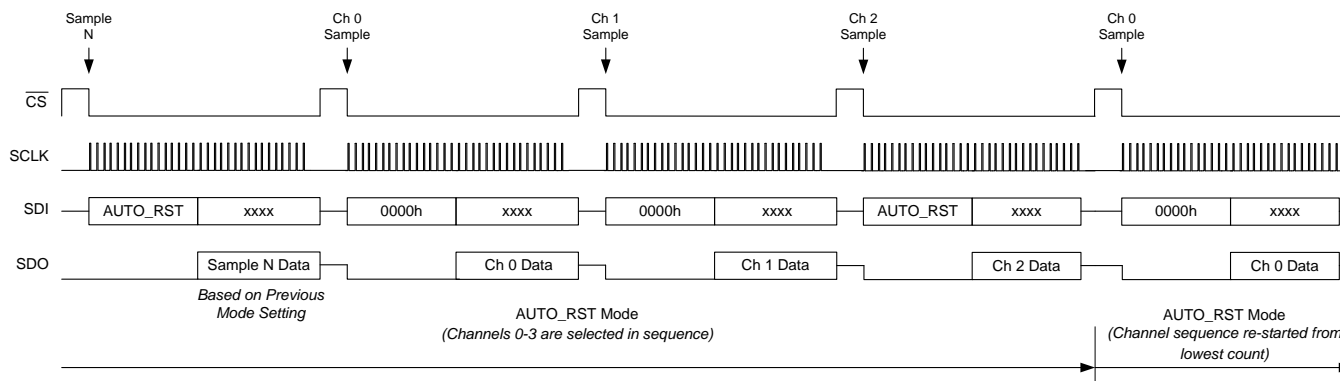 Sample
N
Ch 0
Sample
Ch 1
Sample
Ch 2
Sample
Ch 0
Sample
CS
SCLK
SDI
AUTO_RST
xxxx
0000h
xxxx
0000h
xxxx
AUTO_RST
xxxx
0000h
xxxx
SDO
Sample N Data
Ch 0 Data
Ch 1 Data
Ch 2 Data
Ch 0 Data
Based on Previous
Mode Setting
AUTO_RST Mode
(Channels 0-3 are selected in sequence)
AUTO_RST Mode
(Channel sequence re-started from
lowest count)